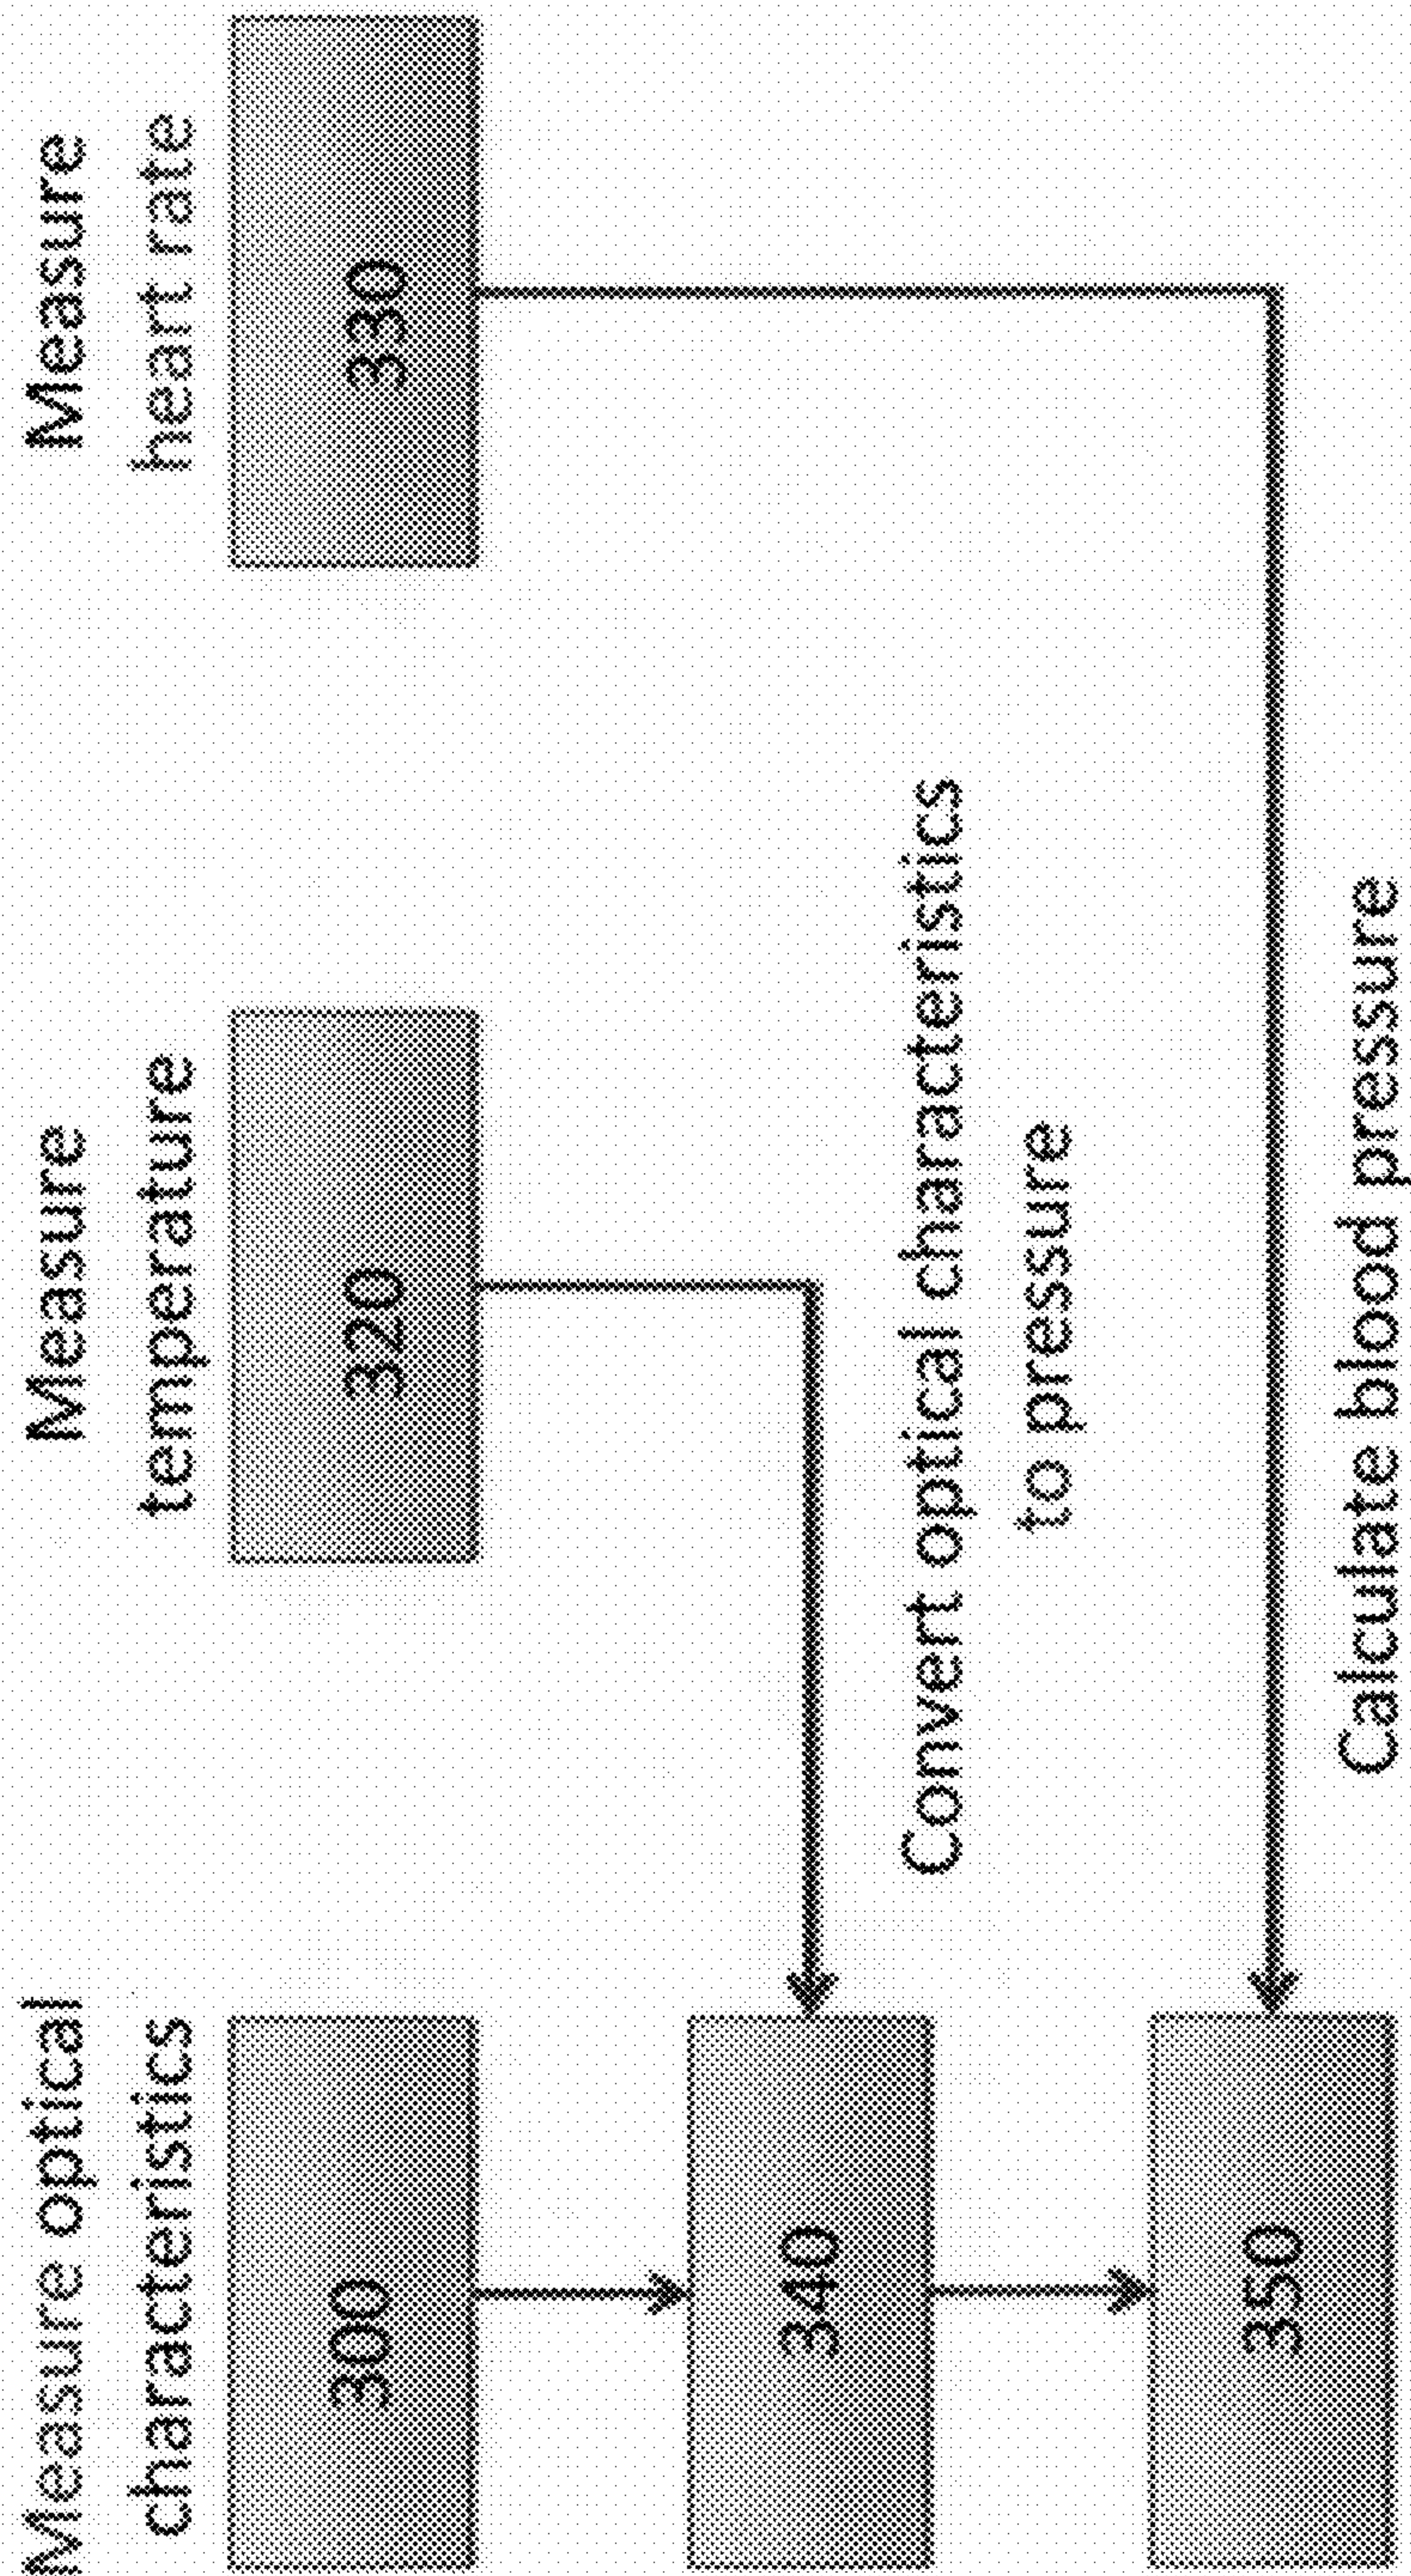 Measure optical
characteristics
300
Measure
temperature
320
Measure
heart rate
330
340
Convert optical characteristics
to pressure
350
Calculate blood pressure